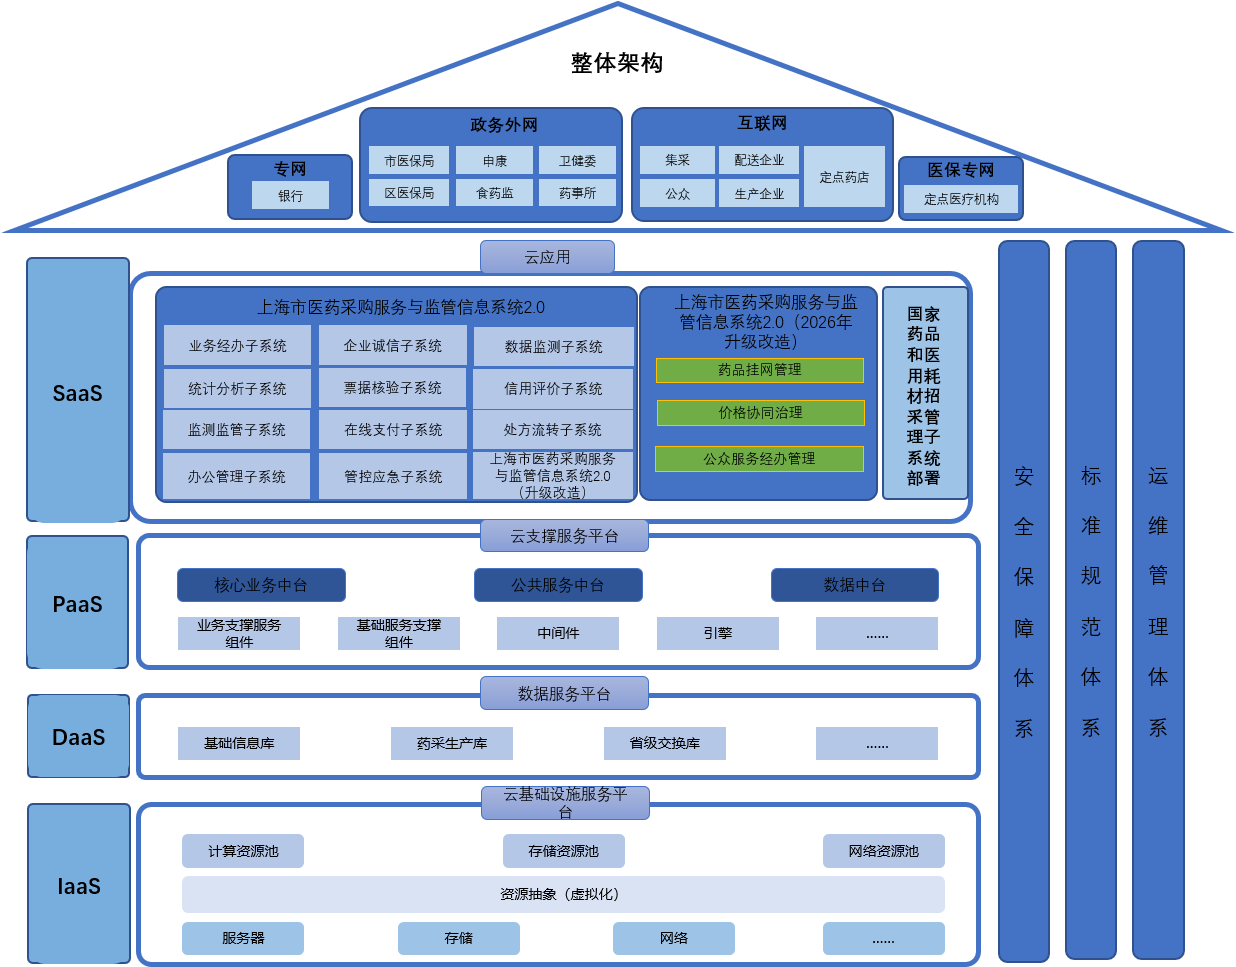 整体架构
专网
银行
政务外网
市医保局
申康
卫健委
区医保局
食药监
药事所
互联网
集采
配送企业
定点药店
公众
生产企业
医保专网
定点医疗机构
云应用
SaaS
上海市医药采购服务与监管信息系统2.0
业务经办子系统
企业诚信子系统
数据监测子系统
统计分析子系统
票据核验子系统
信用评价子系统
监测监管子系统
在线支付子系统
处方流转子系统
办公管理子系统
管控应急子系统
上海市医药采购服务
与监管信息系统2.0
（升级改造）
上海市医药采购服务与监
管信息系统2.0（2026年
升级改造）
药品挂网管理
价格协同治理
公众服务经办管理
国家
药品
和医
用耗
材招
采管
理子
系统
部署
云支撑服务平台
PaaS
核心业务中台
公共服务中台
数据中台
业务支撑服务
组件
基础服务支撑
组件
中间件
引擎
......
数据服务平台
DaaS
基础信息库
药采生产库
省级交换库
......
云基础设施服务平
台
IaaS
计算资源池
存储资源池
网络资源池
资源抽象（虚拟化）
服务器
存储
网络
......
安全保障体系
标准规范体系
运维管理体系